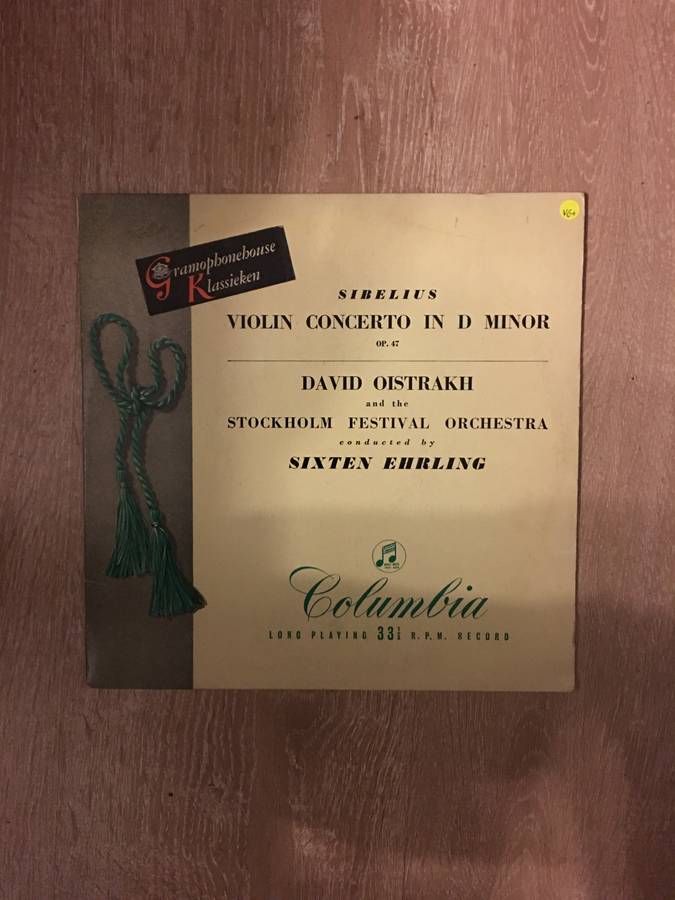 VG+
Gramophonehouse
Klassieken
SIBELIUS
VIOLIN CONCERTO IN D MINOR
OP. 47
DAVID OISTRAKH
and the
STOCKHOLM FESTIVAL ORCHESTRA
conducted by
SIXTEN EHRLING
Columbia
LONG PLAYING 33⅓ R.P.M. RECORD